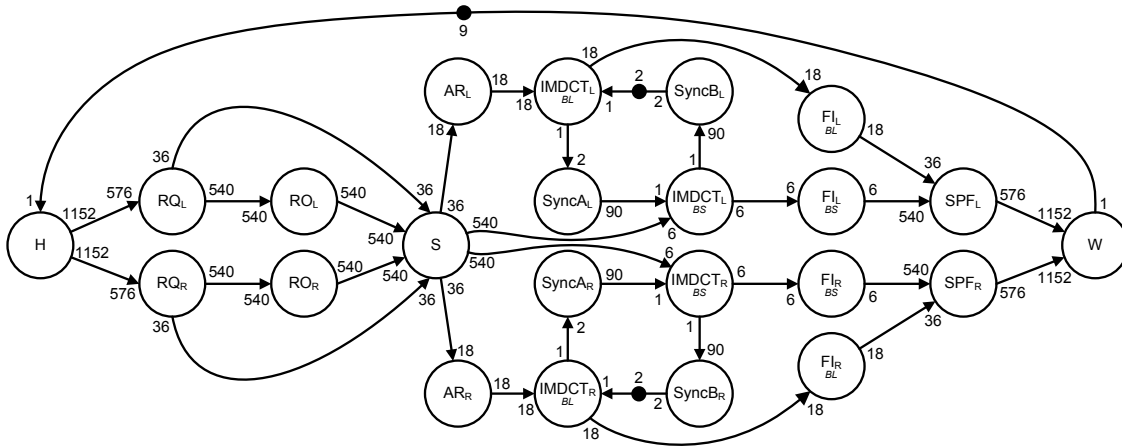 9
18
2
18
AR_L
18
18
IMDCT_L
BL
1
2
SyncB_L
FI_L
BL
18
18
1
90
36
2
1
36
36
36
1
1152
576
RQ_L
540
540
RO_L
540
540
SyncA_L
90
1
IMDCT_L
BS
6
6
FI_L
BS
6
540
SPF_L
576
1152
1
H
S
540
6
W
540
6
1152
576
RQ_R
540
540
RO_R
540
540
36
36
36
SyncA_R
90
1
IMDCT_R
BS
6
6
FI_R
BS
540
6
SPF_R
576
1152
36
2
1
90
18
18
1
1
2
2
AR_R
18
18
IMDCT_R
BL
SyncB_R
FI_R
BL
18
18